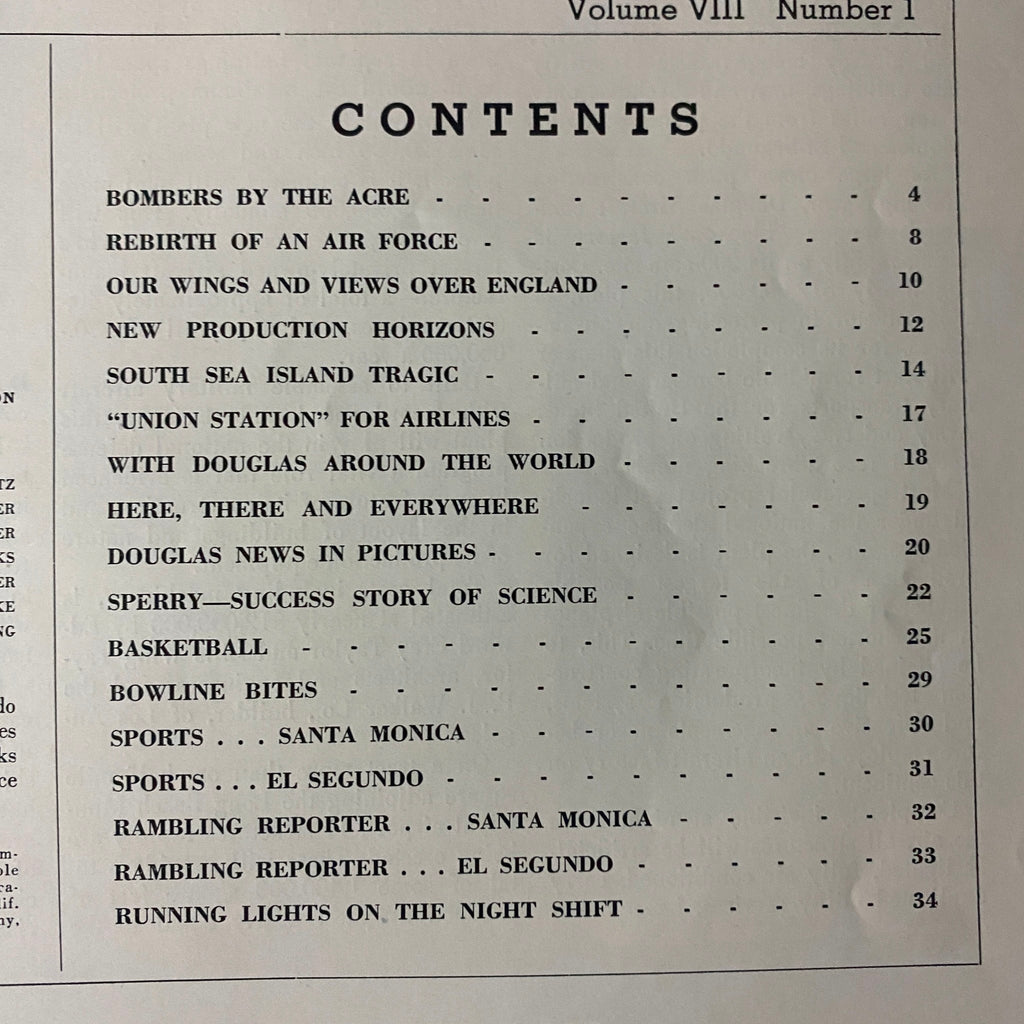 Volume VIII Number 1
CONTENTS
BOMBERS BY THE ACRE - - - - - - - - - - 4
REBIRTH OF AN AIR FORCE - - - - - - - - - 8
OUR WINGS AND VIEWS OVER ENGLAND - - - - - - 10
NEW PRODUCTION HORIZONS - - - - - - - - 12
SOUTH SEA ISLAND TRAGIC - - - - - - - - - 14
“UNION STATION” FOR AIRLINES - - - - - - - - 17
WITH DOUGLAS AROUND THE WORLD - - - - - - 18
HERE, THERE AND EVERYWHERE - - - - - - - 19
DOUGLAS NEWS IN PICTURES - - - - - - - - - 20
SPERRY—SUCCESS STORY OF SCIENCE - - - - - - 22
BASKETBALL - - - - - - - - - - - - - 25
BOWLINE BITES - - - - - - - - - - - - 29
SPORTS . . . SANTA MONICA - - - - - - - - - 30
SPORTS . . . EL SEGUNDO - - - - - - - - - - 31
RAMBLING REPORTER . . . SANTA MONICA - - - - - 32
RAMBLING REPORTER . . . EL SEGUNDO - - - - - - 33
RUNNING LIGHTS ON THE NIGHT SHIFT - - - - - - 34